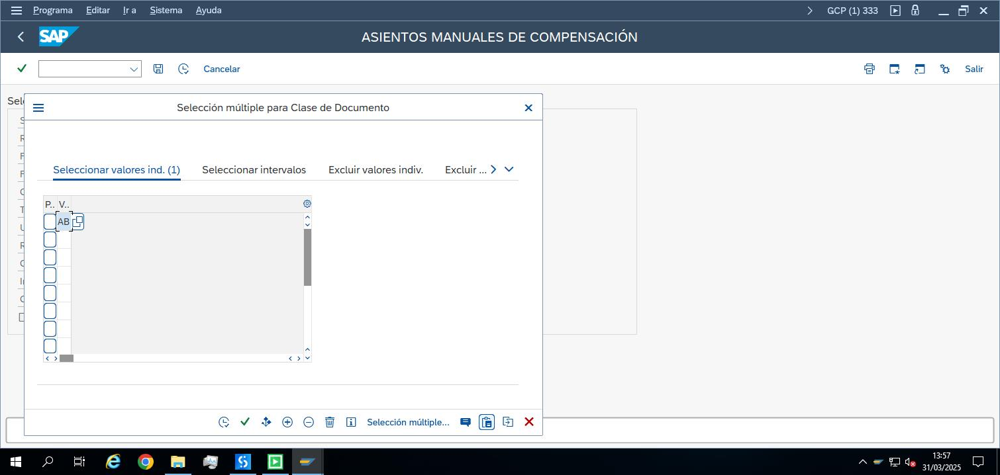 Programa Editar Ir a Sistema Ayuda GCP (1) 333
SAP ASIENTOS MANUALES DE COMPENSACIÓN
Cancelar Salir
Sel
Selección múltiple para Clase de Documento
S
R
F
F
C
T
U
R
C
In
C
Seleccionar valores ind. (1) Seleccionar intervalos Excluir valores indiv. Excluir ...
P.. V..
AB
Selección múltiple...
13:57
31/03/2025